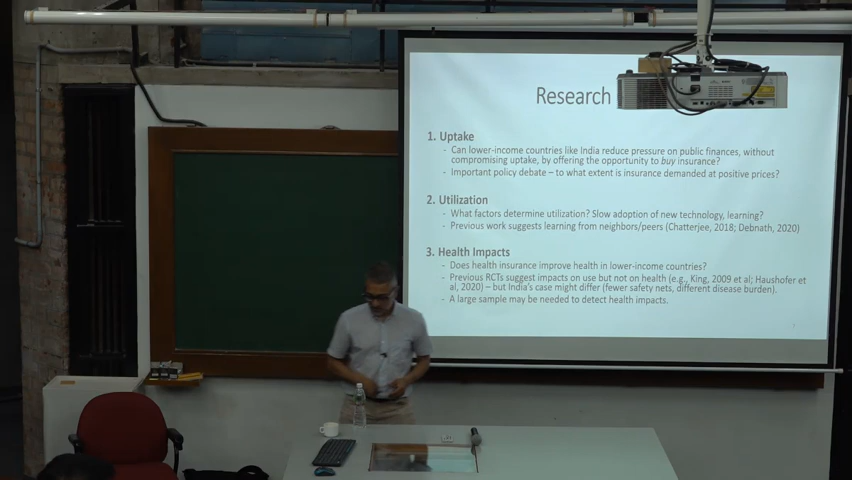 Research
1. Uptake
- Can lower-income countries like India reduce pressure on public finances, without
compromising uptake, by offering the opportunity to buy insurance?
- Important policy debate – to what extent is insurance demanded at positive prices?
2. Utilization
- What factors determine utilization? Slow adoption of new technology, learning?
- Previous work suggests learning from neighbors/peers (Chatterjee, 2018; Debnath, 2020)
3. Health Impacts
- Does health insurance improve health in lower-income countries?
- Previous RCTs suggest impacts on use but not on health (e.g., King, 2009 et al; Haushofer et
al, 2020) – but India's case might differ (fewer safety nets, different disease burden).
- A large sample may be needed to detect health impacts.